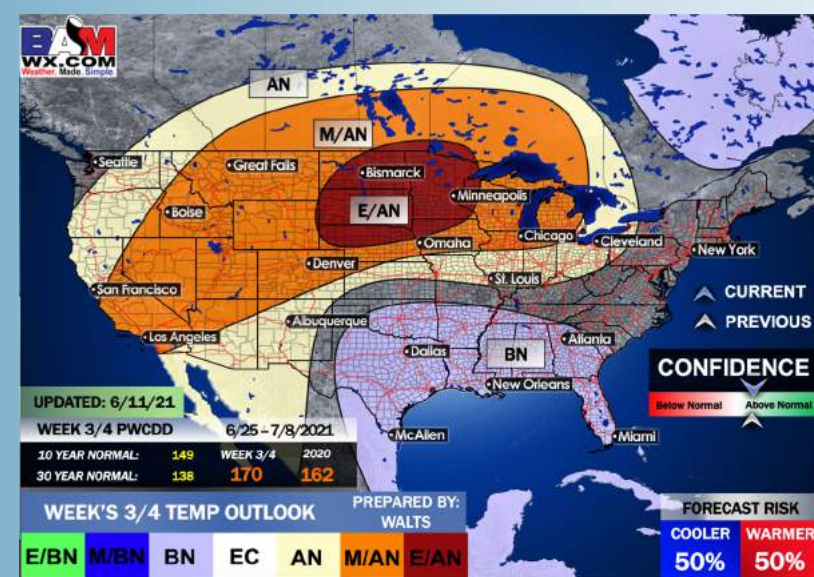 BAM
WX.COM
Weather. Made. Simple
AN
M/AN
E/AN
BN
Seattle
Great Falls
Bismarck
Minneapolis
Boise
Omaha
Chicago
Cleveland
New York
Denver
St. Louis
San Francisco
Albuquerque
Los Angeles
Atlanta
Dallas
New Orleans
McAllen
Miami
CURRENT
PREVIOUS
CONFIDENCE
Below Normal Above Normal
UPDATED: 6/11/21
WEEK 3/4 PWCDD 6/25 - 7/8/2021
10 YEAR NORMAL: 149 WEEK 3/4 2020
30 YEAR NORMAL: 138 170 162
WEEK'S 3/4 TEMP OUTLOOK
PREPARED BY:
WALTS
E/BN M/BN BN EC AN M/AN E/AN
FORECAST RISK
COOLER WARMER
50% 50%